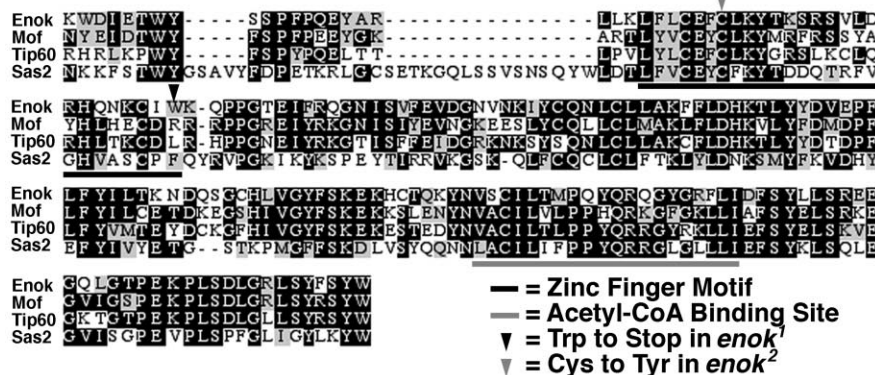 Enok KWDIETWY------SSPFPQEYAR------------------LLKLFLCEFCLKYTKSRSVLD
Mof NYEIDTWY------FSPFPEEYGK------------------ARTLYVCEYCLKYMRFRSSYA
Tip60 RHRLKPWY------FSPYPQELTT------------------LPVLYLCEYCLKYGRSLKCLQ
Sas2 NKKFSTWYGSAVYFDPETKRLGCSETKGQLSSVSNSQYWLDTLFVCEYCFKYTDDQTRFV
Enok RHQNKCIWK-QPPGTEIFRQGNISVFEVDGNVNKIYCQNLCLLAKFFLDHKTLYYDVEPF
Mof YHLHECDRR-RPPGREIYRKGNISIYEVNGKEESLYCQLLCLMAKLFLDHKVLYFDMDPF
Tip60 RHLTKCDLR-HPPGNEIYRKGTISFFEIDGRKNKSYSQNLCLLAKCFLDHKTLYYDTDPF
Sas2 GHVASCPFQYRVPGKIKYKSPEYTIRRVKGSK-QLFCQCLCLFTKLYLDNKSMYFKVDHY
Enok LFYILTKNDQSGCHLVGYFSKEKHCTQKYNVSCILTMPQYQRQGYGRFLIDFSYLLSREE
Mof LFYILCETDKEGSHIVGYFSKEKKSLENYNVACILVLPPHQRKGFGKLLIAFSYELSRKE
Tip60 LFYVMTEYDCKGFHIVGYFSKEKESTEDYNVACILTLPPYQRRGYRKLLIEFSYELSKVE
Sas2 EFYIVYETG--STKPMGFFSKDLVSYQQNNLACILIFPPYQRRGLGLLLIEFSYKLSQLE
Enok GQLGTPEKPLSDLGRLSYFSYW
Mof GVIGSPEKPLSDLGRLSYRSYW
Tip60 GKTGTPEKPLSDLGLLSYRSYW
Sas2 GVISGPEVPLSPFGLIGYLKYW
= Zinc Finger Motif
= Acetyl-CoA Binding Site
= Trp to Stop in enok1
= Cys to Tyr in enok2